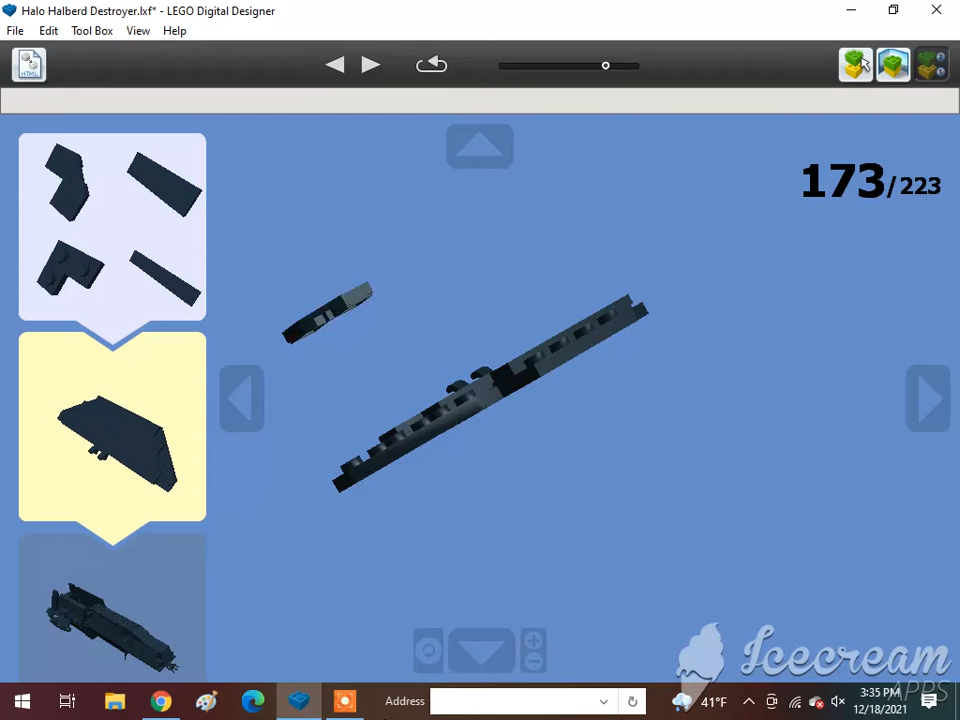 Halo Halberd Destroyer.lxf* - LEGO Digital Designer
File Edit Tool Box View Help
HTML
173/223
Icecream
APPS
Address
41°F
3:35 PM
12/18/2021